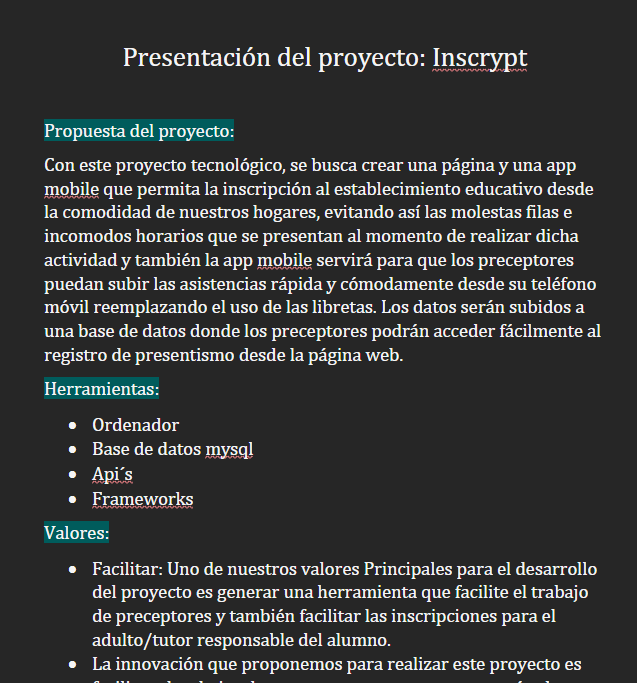 Presentación del proyecto: Inscrypt
Propuesta del proyecto:
Con este proyecto tecnológico, se busca crear una página y una app
mobile que permita la inscripción al establecimiento educativo desde
la comodidad de nuestros hogares, evitando así las molestas filas e
incomodos horarios que se presentan al momento de realizar dicha
actividad y también la app mobile servirá para que los preceptores
puedan subir las asistencias rápida y cómodamente desde su teléfono
móvil reemplazando el uso de las libretas. Los datos serán subidos a
una base de datos donde los preceptores podrán acceder fácilmente al
registro de presentismo desde la página web.
Herramientas:
• Ordenador
• Base de datos mysql
• Api´s
• Frameworks
Valores:
• Facilitar: Uno de nuestros valores Principales para el desarrollo
del proyecto es generar una herramienta que facilite el trabajo
de preceptores y también facilitar las inscripciones para el
adulto/tutor responsable del alumno.
• La innovación que proponemos para realizar este proyecto es